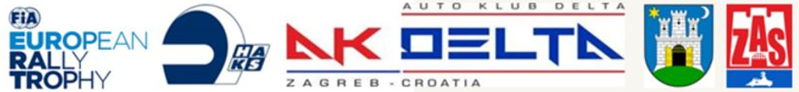 FIA
EUROPEAN
RALLY
TROPHY
HAKS
AK DELTA
AUTO KLUB DELTA
ZAGREB - CROATIA
ZAS